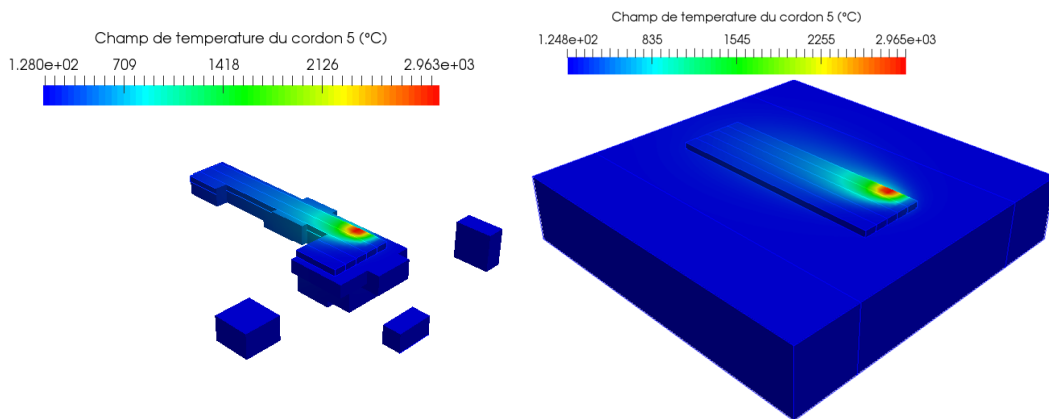 Champ de temperature du cordon 5 (°C)
1.280e+02 709 1418 2126 2.963e+03
Champ de temperature du cordon 5 (°C)
1.248e+02 835 1545 2255 2.965e+03